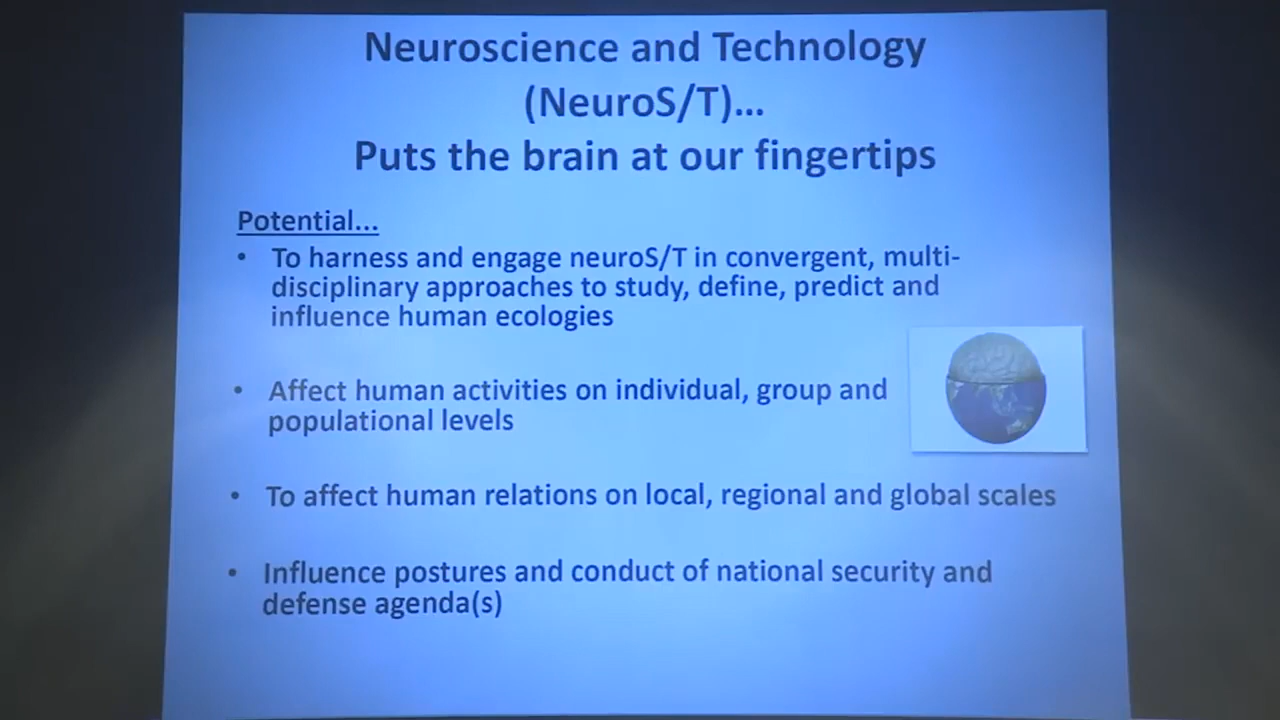 Neuroscience and Technology
(NeuroS/T)...
Puts the brain at our fingertips
Potential...
• To harness and engage neuroS/T in convergent, multi-
disciplinary approaches to study, define, predict and
influence human ecologies
• Affect human activities on individual, group and
populational levels
• To affect human relations on local, regional and global scales
• Influence postures and conduct of national security and
defense agenda(s)